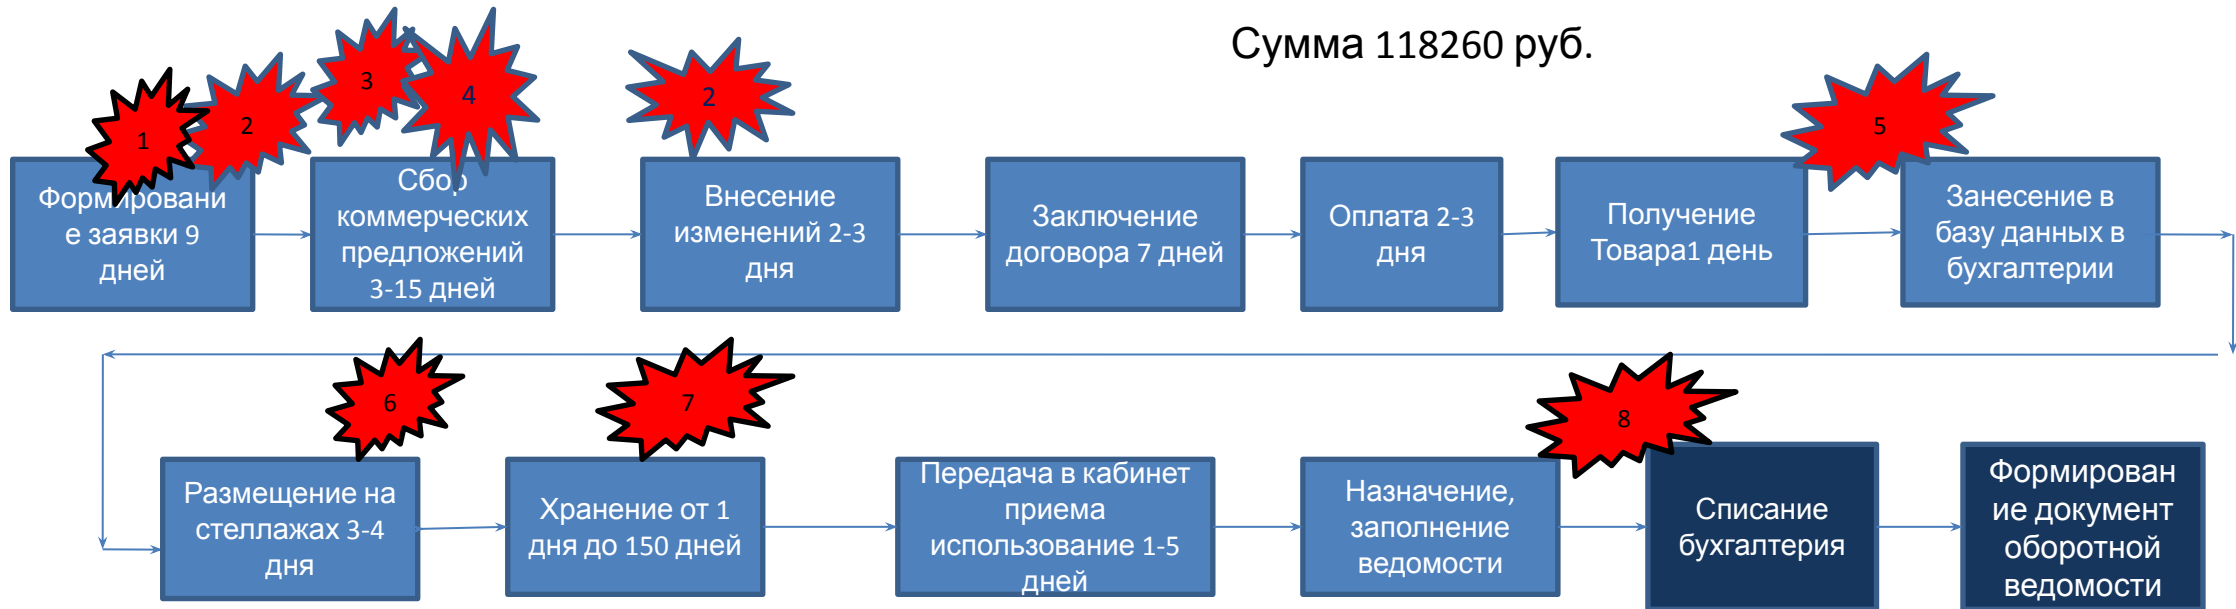 Сумма 118260 руб.
1
2
3
4
2
5
Формировани
е заявки 9
дней
Сбор
коммерческих
предложений
3-15 дней
Внесение
изменений 2-3
дня
Заключение
договора 7 дней
Оплата 2-3
дня
Получение
Товара1 день
Занесение в
базу данных в
бухгалтерии
6
7
8
Размещение на
стеллажах 3-4
дня
Хранение от 1
дня до 150 дней
Передача в кабинет
приема
использование 1-5
дней
Назначение,
заполнение
ведомости
Списание
бухгалтерия
Формирован
ие документ
оборотной
ведомости